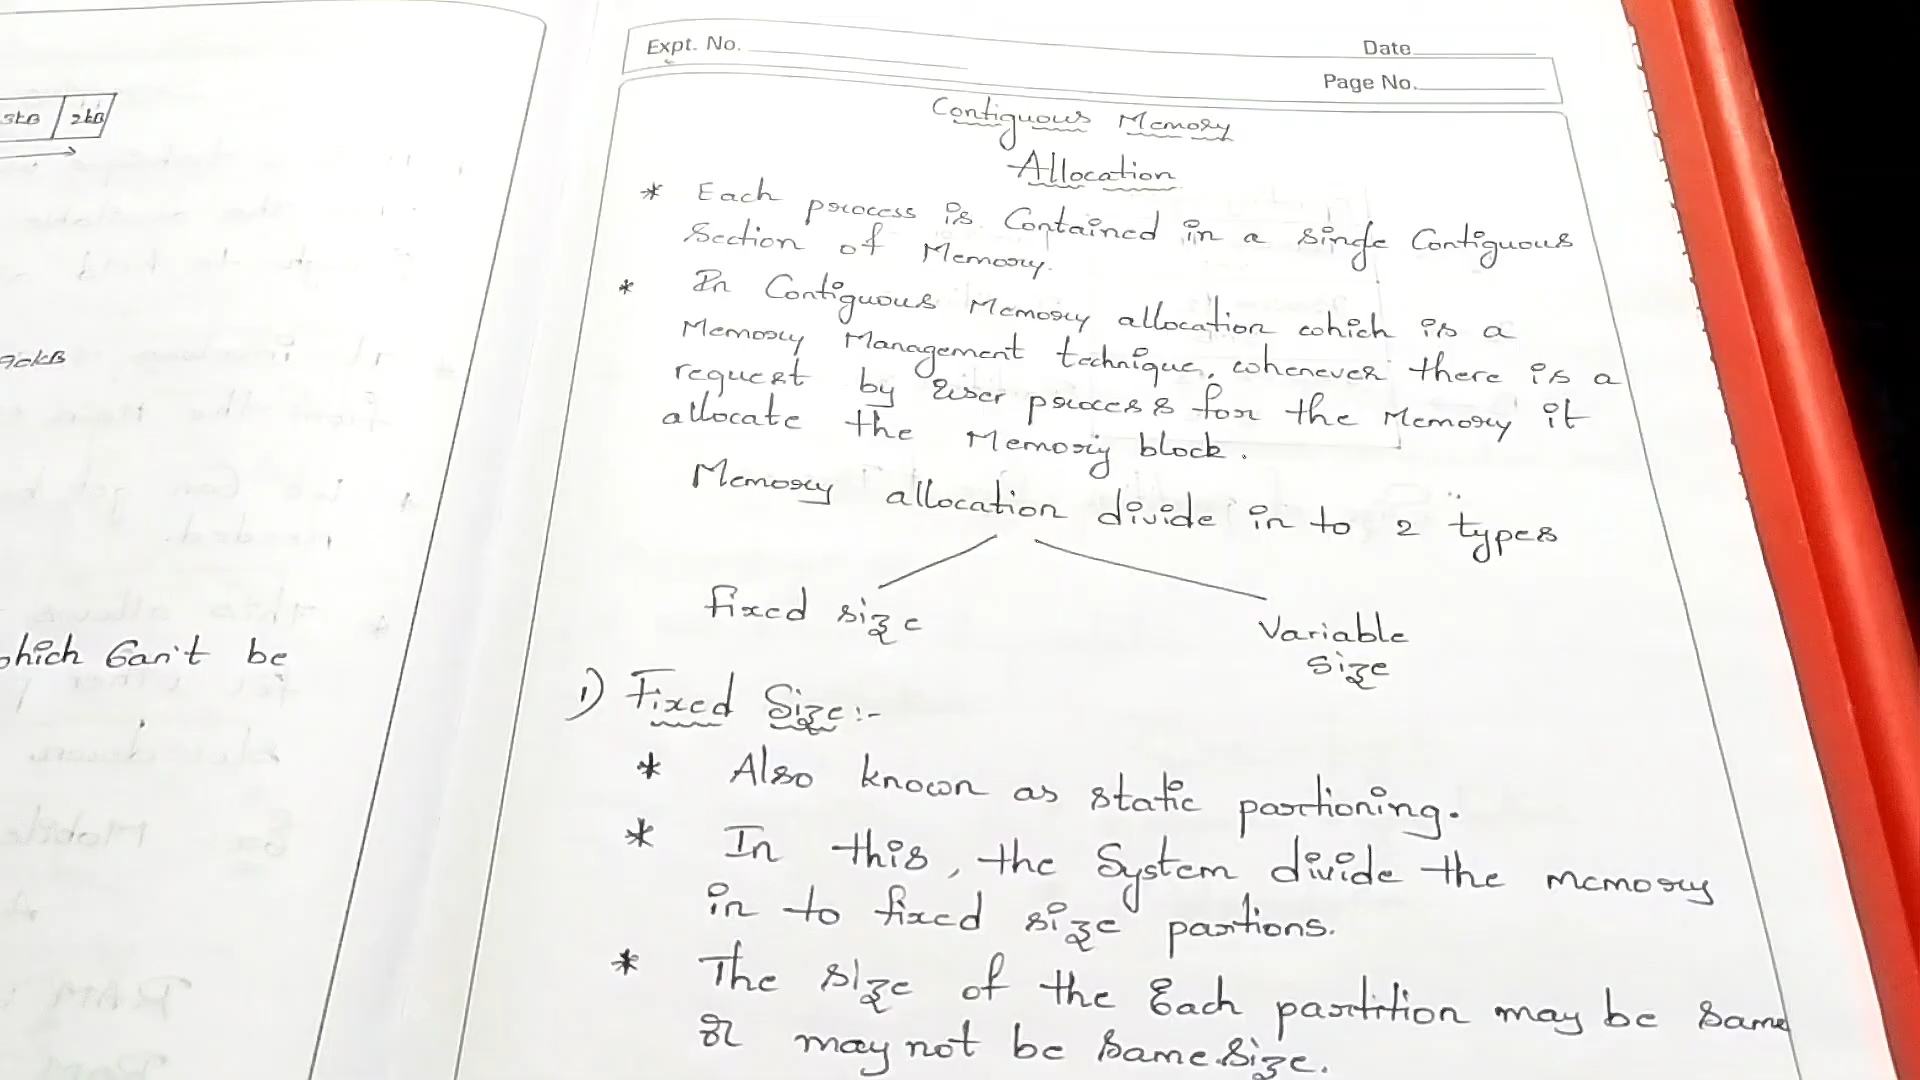 3kB 2kB
90kB
which Can't be
Expt. No.
Date
Page No.
Contiguous Memory
Allocation
* Each process is Contained in a single Contiguous
Section of Memory.
* In Contiguous Memory allocation which is a
Memory Management technique, whenever there is a
request by user process for the Memory it
allocate the Memory block.
Memory allocation divide in to 2 types
fixed size
Variable
size
1) Fixed Size:-
* Also known as static partioning.
* In this, the System divide the memory
in to fixed size partions.
* The size of the Each partition may be same
or may not be same size.